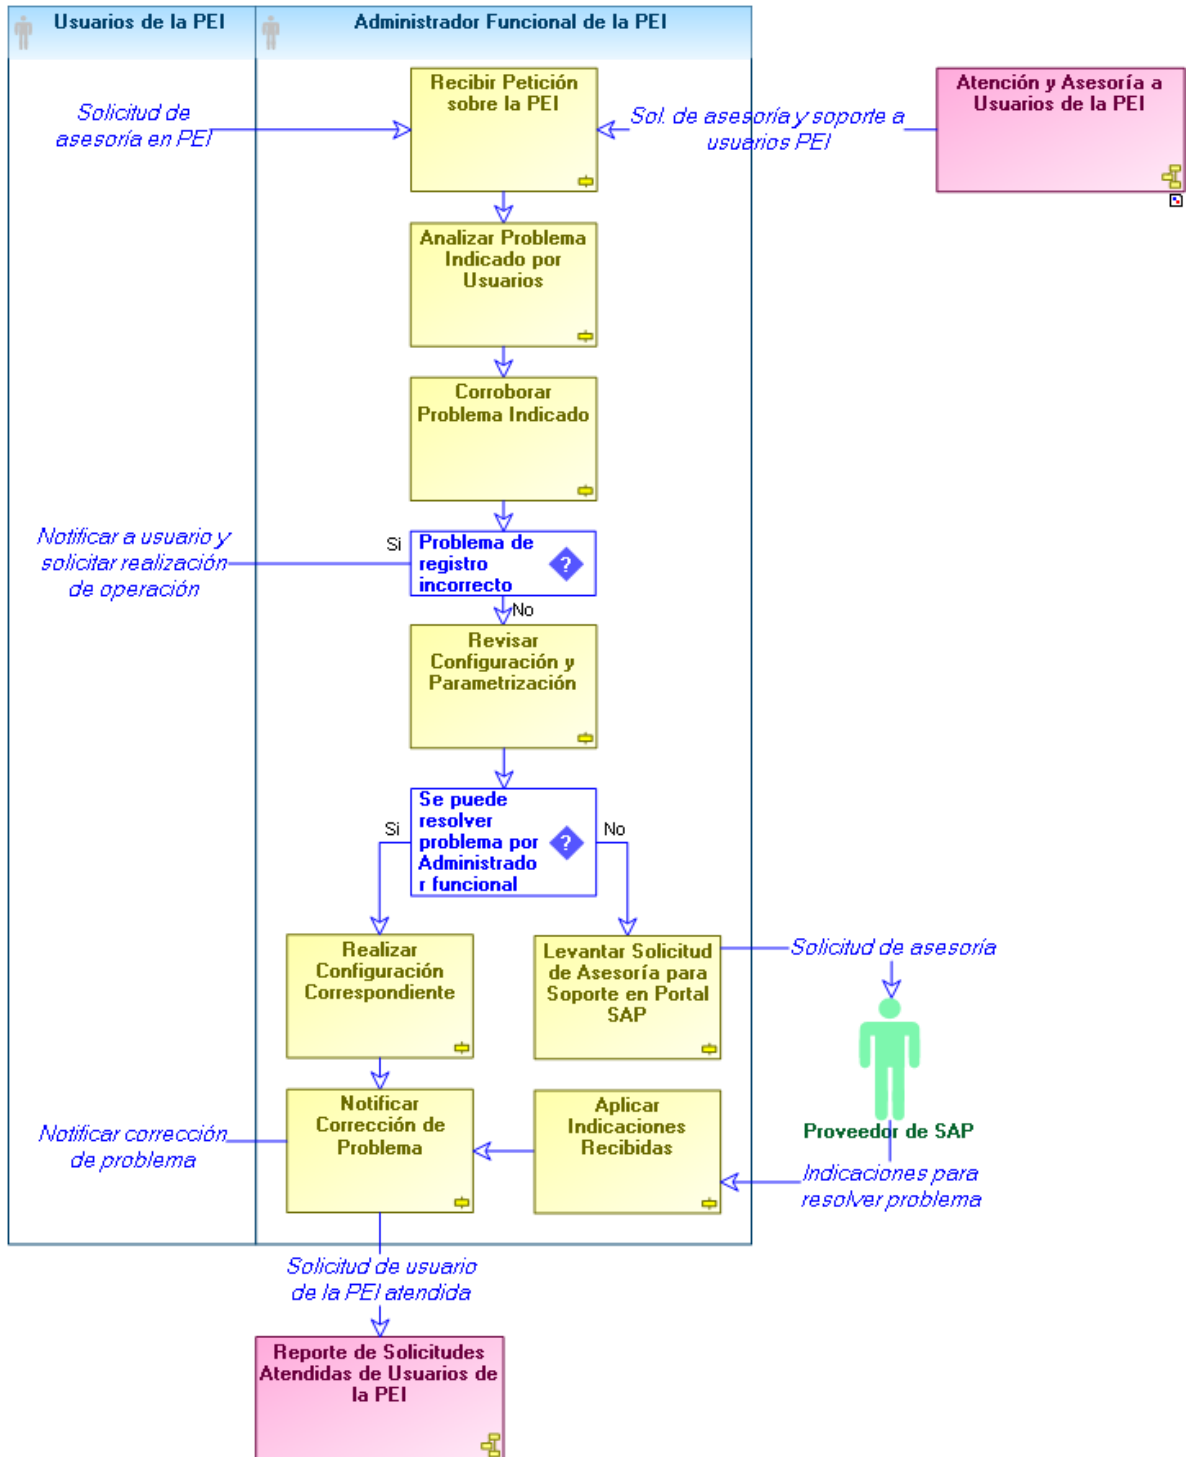 Usuarios de la PEI
Administrador Funcional de la PEI
Recibir Petición
sobre la PEI
Atención y Asesoría a
Usuarios de la PEI
Solicitud de
asesoría en PEI
Sol. de asesoría y soporte a
usuarios PEI
Analizar Problema
Indicado por
Usuarios
Corroborar
Problema Indicado
Notificar a usuario y
solicitar realización
de operación
Si
Problema de
registro
incorrecto
?
No
Revisar
Configuración y
Parametrización
Se puede
resolver
problema por
Administrado
r funcional
?
Si
No
Realizar
Configuración
Correspondiente
Levantar Solicitud
de Asesoría para
Soporte en Portal
SAP
Solicitud de asesoría
Proveedor de SAP
Notificar corrección
de problema
Notificar
Corrección de
Problema
Aplicar
Indicaciones
Recibidas
Indicaciones para
resolver problema
Solicitud de usuario
de la PEI atendida
Reporte de Solicitudes
Atendidas de Usuarios de
la PEI